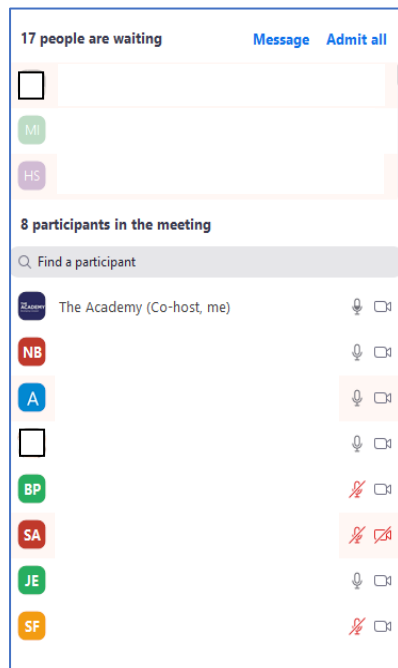 17 people are waiting Message Admit all
MI
HS
8 participants in the meeting
Find a participant
ACADEMY The Academy (Co-host, me)
NB
A
BP
SA
JE
SF